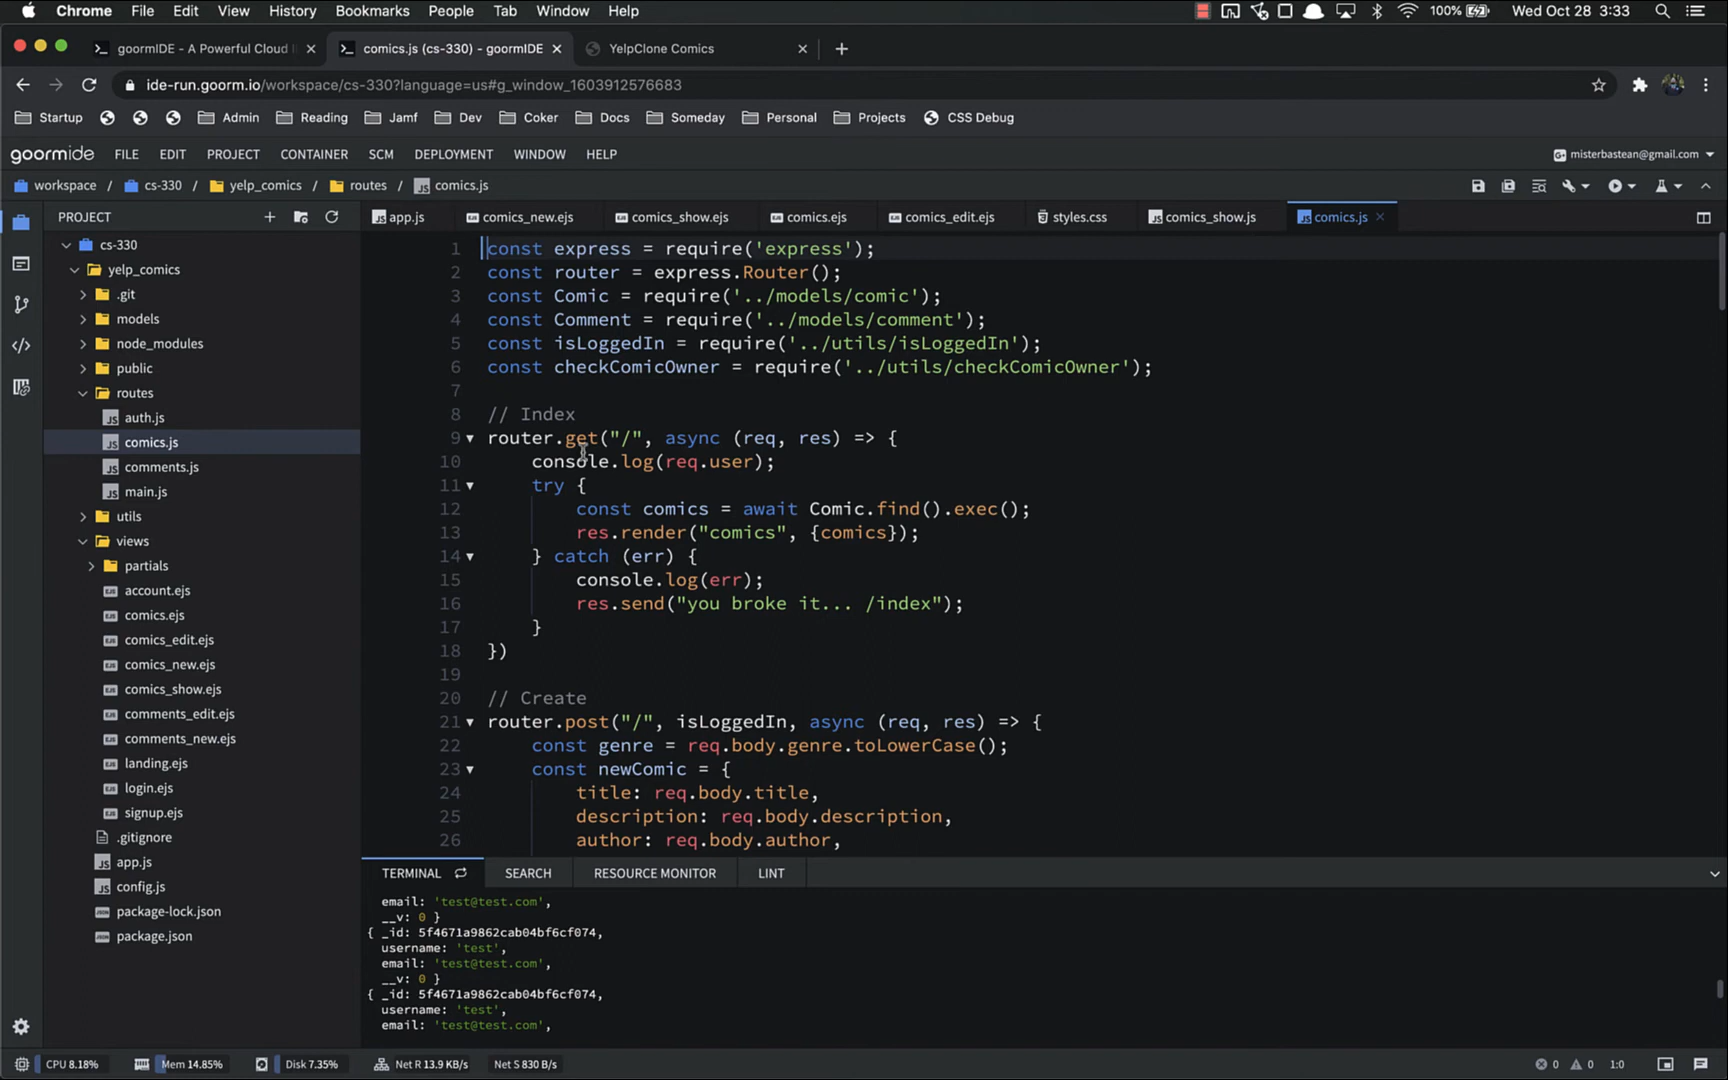 Chrome File Edit View History Bookmarks People Tab Window Help 100% Wed Oct 28 3:33
goormIDE - A Powerful Cloud I
comics.js (cs-330) - goormIDE
YelpClone Comics
ide-run.goorm.io/workspace/cs-330?language=us#g_window_1603912576683
Startup Admin Reading Jamf Dev Coker Docs Someday Personal Projects CSS Debug
goormide FILE EDIT PROJECT CONTAINER SCM DEPLOYMENT WINDOW HELP misterbastean@gmail.com
workspace / cs-330 / yelp_comics / routes / comics.js
PROJECT
app.js comics_new.ejs comics_show.ejs comics.ejs comics_edit.ejs styles.css comics_show.js comics.js
cs-330
yelp_comics
.git
models
node_modules
public
routes
auth.js
comics.js
comments.js
main.js
utils
views
partials
account.ejs
comics.ejs
comics_edit.ejs
comics_new.ejs
comics_show.ejs
comments_edit.ejs
comments_new.ejs
landing.ejs
login.ejs
signup.ejs
.gitignore
app.js
config.js
package-lock.json
package.json
1 const express = require('express');
2 const router = express.Router();
3 const Comic = require('../models/comic');
4 const Comment = require('../models/comment');
5 const isLoggedIn = require('../utils/isLoggedIn');
6 const checkComicOwner = require('../utils/checkComicOwner');
7
8 // Index
9 router.get("/", async (req, res) => {
10 console.log(req.user);
11 try {
12 const comics = await Comic.find().exec();
13 res.render("comics", {comics});
14 } catch (err) {
15 console.log(err);
16 res.send("you broke it... /index");
17 }
18 })
19
20 // Create
21 router.post("/", isLoggedIn, async (req, res) => {
22 const genre = req.body.genre.toLowerCase();
23 const newComic = {
24 title: req.body.title,
25 description: req.body.description,
26 author: req.body.author,
TERMINAL SEARCH RESOURCE MONITOR LINT
email: 'test@test.com',
__v: 0 }
{ _id: 5f4671a9862cab04bf6cf074,
username: 'test',
email: 'test@test.com',
__v: 0 }
{ _id: 5f4671a9862cab04bf6cf074,
username: 'test',
email: 'test@test.com',
CPU 8.18% Mem 14.85% Disk 7.35% Net R 13.9 KB/s Net S 830 B/s 0 0 1:0